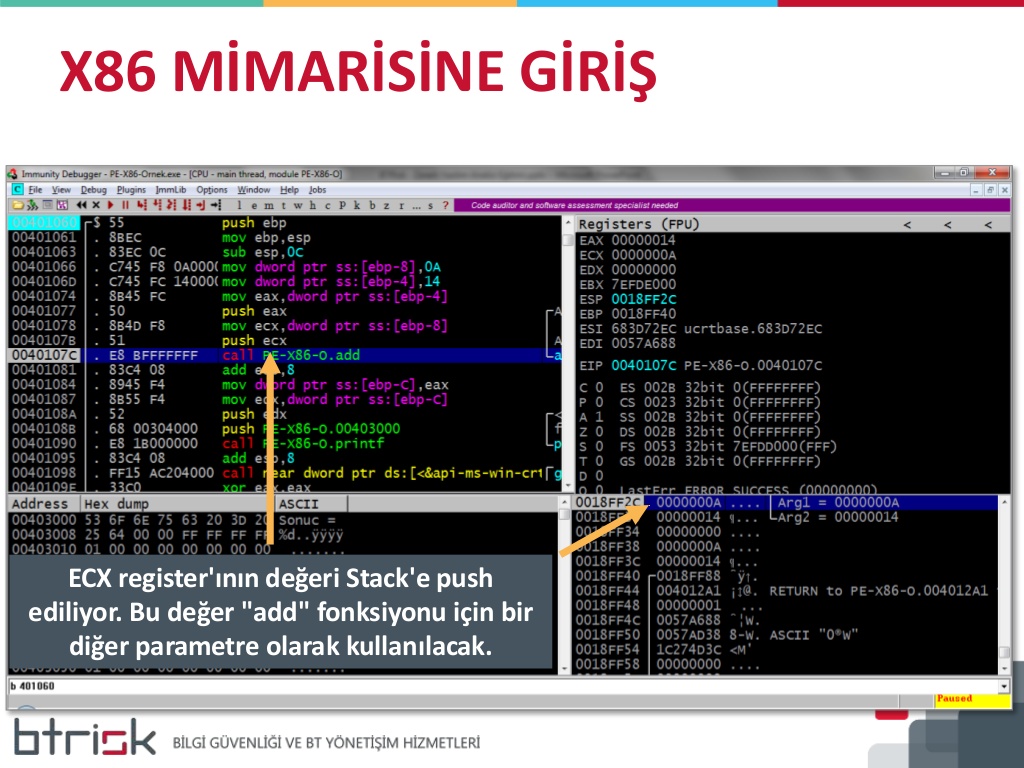 X86 MİMARİSİNE GİRİŞ
Immunity Debugger - PE-X86-Ornek.exe - [CPU - main thread, module PE-X86-O]
C File View Debug Plugins ImmLib Options Window Help Jobs
l e m t w h c P k b z r ... s ? Code auditor and software assessment specialist needed
00401060 $ 55 push ebp
00401061 . 8BEC mov ebp,esp
00401063 . 83EC 0C sub esp,0C
00401066 . C745 F8 0A000 mov dword ptr ss:[ebp-8],0A
0040106D . C745 FC 14000 mov dword ptr ss:[ebp-4],14
00401074 . 8B45 FC mov eax,dword ptr ss:[ebp-4]
00401077 . 50 push eax
00401078 . 8B4D F8 mov ecx,dword ptr ss:[ebp-8]
0040107B . 51 push ecx
0040107C . E8 BFFFFFFF call PE-X86-O.add
00401081 . 83C4 08 add esp,8
00401084 . 8945 F4 mov dword ptr ss:[ebp-C],eax
00401087 . 8B55 F4 mov edx,dword ptr ss:[ebp-C]
0040108A . 52 push edx
0040108B . 68 00304000 push PE-X86-O.00403000
00401090 . E8 1B000000 call PE-X86-O.printf
00401095 . 83C4 08 add esp,8
00401098 . FF15 AC204000 call near dword ptr ds:[<&api-ms-win-crt
0040109E . 33C0 xor eax,eax
Registers (FPU) < < <
EAX 00000014
ECX 0000000A
EDX 00000000
EBX 7EFDE000
ESP 0018FF2C
EBP 0018FF40
ESI 683D72EC ucrtbase.683D72EC
EDI 0057A688
EIP 0040107C PE-X86-O.0040107C
C 0 ES 002B 32bit 0(FFFFFFFF)
P 0 CS 0023 32bit 0(FFFFFFFF)
A 1 SS 002B 32bit 0(FFFFFFFF)
Z 0 DS 002B 32bit 0(FFFFFFFF)
S 0 FS 0053 32bit 7EFDD000(FFF)
T 0 GS 002B 32bit 0(FFFFFFFF)
D 0
O 0 LastErr ERROR_SUCCESS (00000000)
Address Hex dump ASCII
00403000 53 6F 6E 75 63 20 3D 20 Sonuc =
00403008 25 64 00 00 FF FF FF FF %d..ÿÿÿÿ
00403010 01 00 00 00 00 00 00 00 .......
0018FF2C 0000000A .... Arg1 = 0000000A
0018FF 00000014 ¶... Arg2 = 00000014
0018FF34 00000000 ....
0018FF38 0000000A ....
0018FF3C 00000014 ¶...
0018FF40 0018FF88
0018FF44 004012A1 RETURN to PE-X86-O.004012A1
0018FF48 00000001 ...
0018FF4C 0057A688
0018FF50 0057AD38 8-W. ASCII "0®W"
0018FF54 1C274D3C <M'
0018FF58 00000000 ....
ECX register'ının değeri Stack'e push
ediliyor. Bu değer "add" fonksiyonu için bir
diğer parametre olarak kullanılacak.
b 401060
Paused
btrisk BİLGİ GÜVENLİĞİ VE BT YÖNETİŞİM HİZMETLERİ